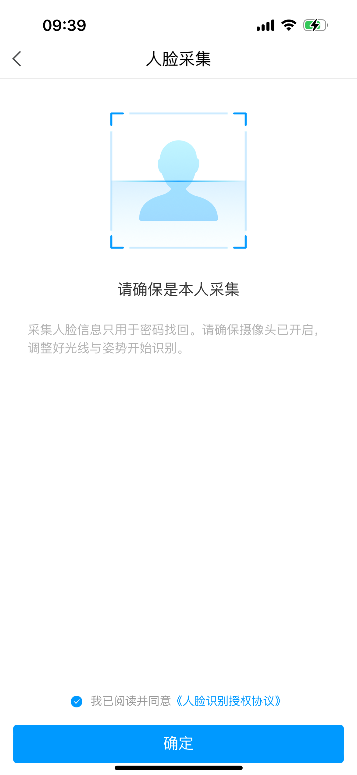 09:39
人脸采集
请确保是本人采集
采集人脸信息只用于密码找回。请确保摄像头已开启，
调整好光线与姿势开始识别。
我已阅读并同意《人脸识别授权协议》
确定